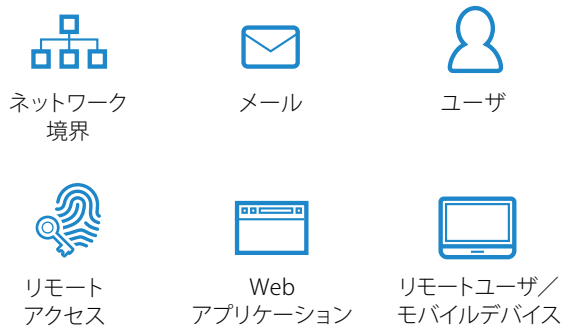 ネットワーク
境界
メール
ユーザ
リモート
アクセス
Web
アプリケーション
リモートユーザ／
モバイルデバイス